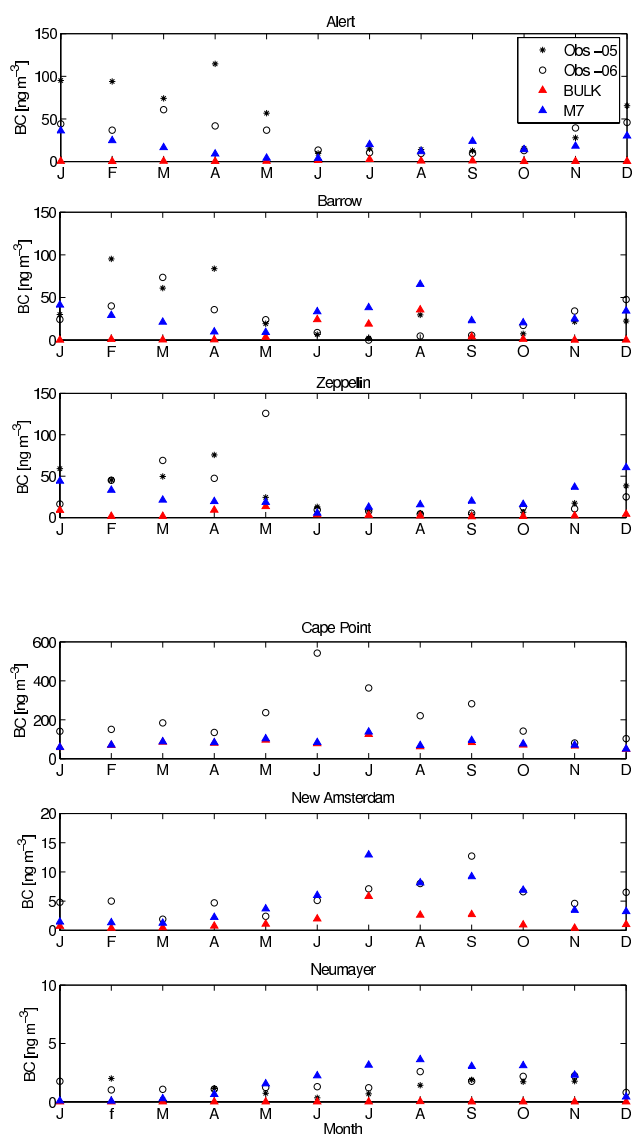 Alert
BC [ng m⁻³]
150
100
50
0
J F M A M J J A S O N D
Obs –05
Obs –06
BULK
M7
Barrow
BC [ng m⁻³]
150
100
50
0
J F M A M J J A S O N D
Zeppelin
BC [ng m⁻³]
150
100
50
0
J F M A M J J A S O N D
Cape Point
BC [ng m⁻³]
600
400
200
0
J F M A M J J A S O N D
New Amsterdam
BC [ng m⁻³]
20
15
10
5
0
J F M A M J J A S O N D
Neumayer
BC [ng m⁻³]
10
5
0
J f M A M J J A S O N D
Month